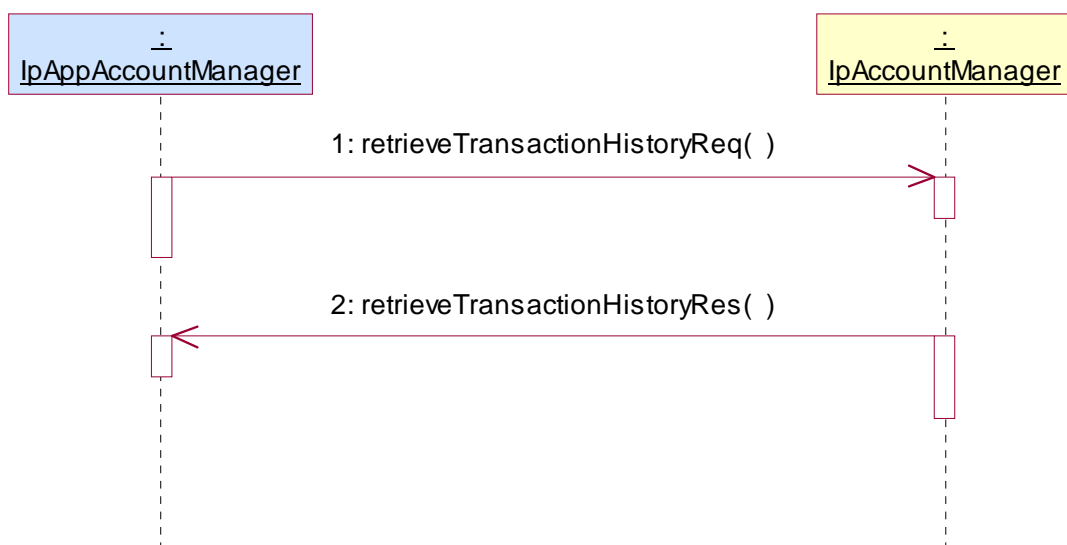 :
IpAppAccountManager
:
IpAccountManager
1: retrieveTransactionHistoryReq( )
2: retrieveTransactionHistoryRes( )